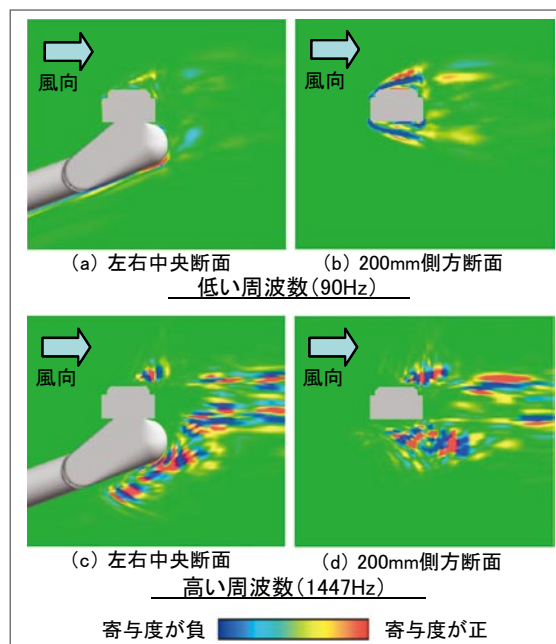 風向
風向
(a) 左右中央断面
(b) 200mm側方断面
低い周波数(90Hz)
風向
風向
(c) 左右中央断面
(d) 200mm側方断面
高い周波数(1447Hz)
寄与度が負
寄与度が正